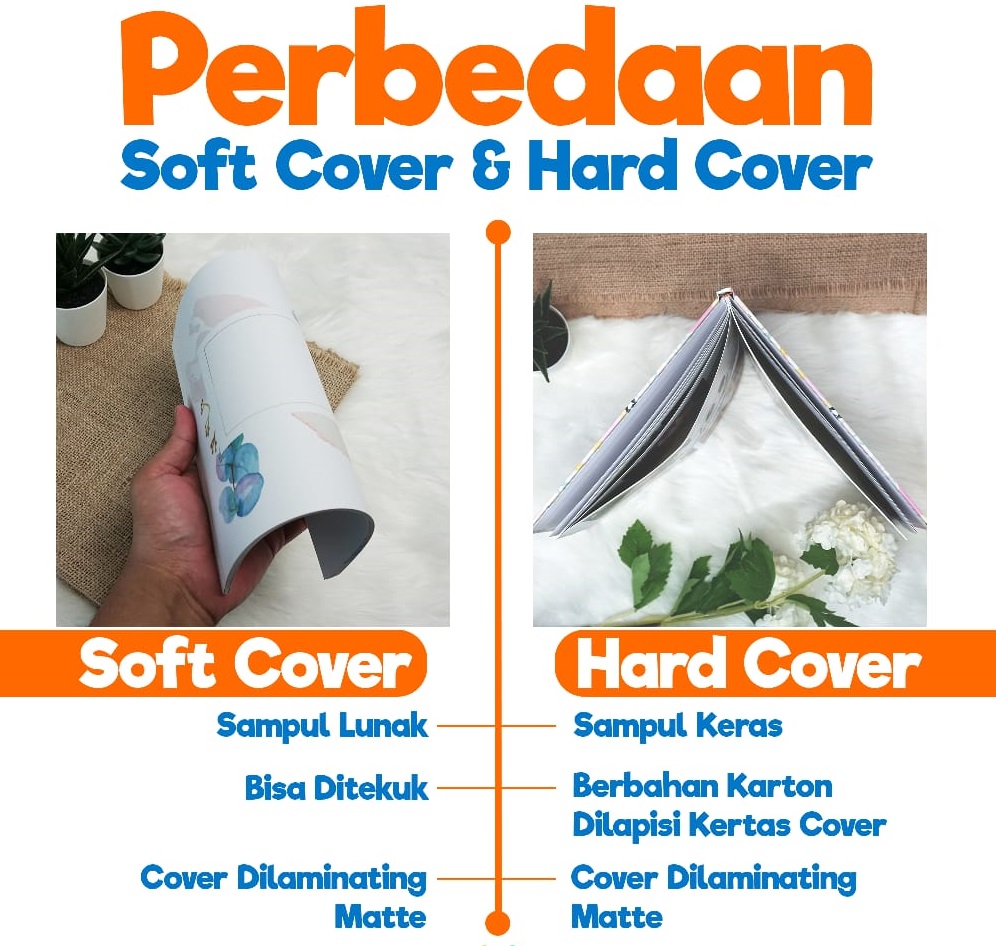 Perbedaan
Soft Cover & Hard Cover
Soft Cover
Hard Cover
Sampul Lunak
Sampul Keras
Bisa Ditekuk
Berbahan Karton
Dilapisi Kertas Cover
Cover Dilaminating
Matte
Cover Dilaminating
Matte